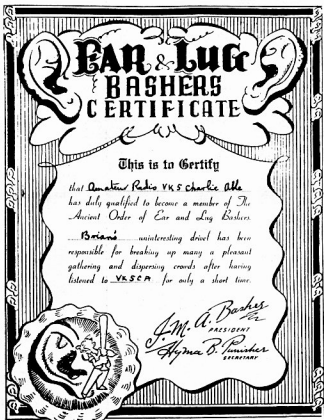 EAR & LUG
& BASHERS
CERTIFICATE
This is to Certify
that Amateur Radio VK5 Charlie Able
has duly qualified to become a member of The
Ancient Order of Ear and Lug Bashers.
Brian's uninteresting drivel has been
responsible for breaking up many a pleasant
gathering and dispersing crowds after having
listened to VK5CA for only a short time.
J. M. A. Basher
PRESIDENT
Hyma B. Punisher
SECRETARY